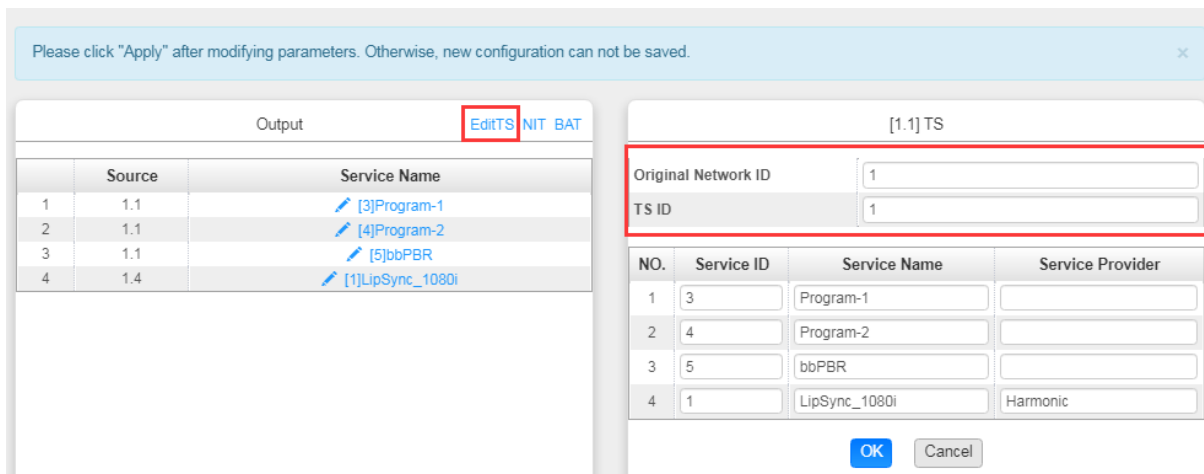 Please click "Apply" after modifying parameters. Otherwise, new configuration can not be saved. ×
Output EditTS NIT BAT
Source Service Name
1 1.1 [3]Program-1
2 1.1 [4]Program-2
3 1.1 [5]bbPBR
4 1.4 [1]LipSync_1080i
[1.1] TS
Original Network ID 1
TS ID 1
NO. Service ID Service Name Service Provider
1 3 Program-1
2 4 Program-2
3 5 bbPBR
4 1 LipSync_1080i Harmonic
OK Cancel